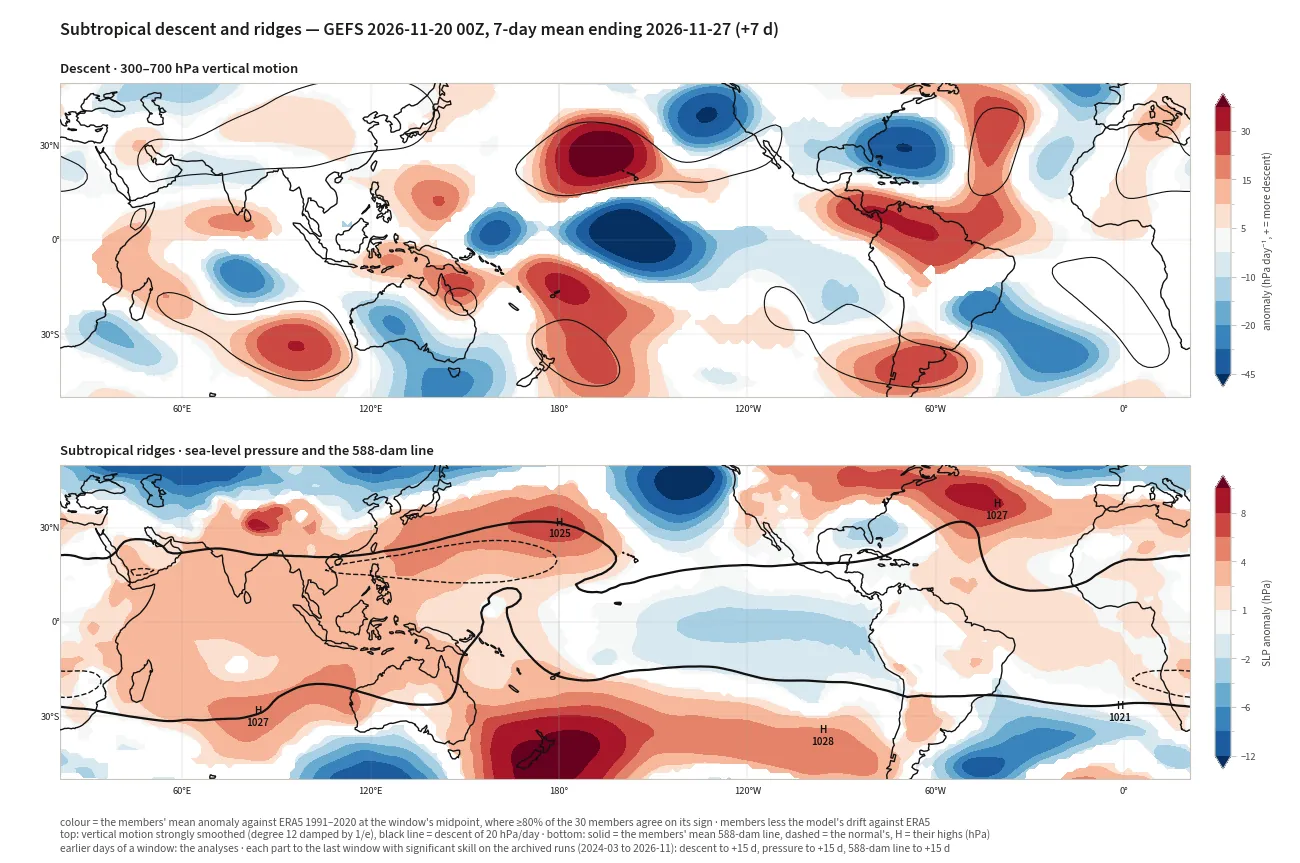 Subtropical descent and ridges — GEFS 2026-11-20 00Z, 7-day mean ending 2026-11-27 (+7 d)
Descent · 300–700 hPa vertical motion
30°N
0°
30°S
60°E
120°E
180°
120°W
60°W
0°
30
15
5
−10
−20
−45
anomaly (hPa day⁻¹, + = more descent)
Subtropical ridges · sea-level pressure and the 588-dam line
30°N
0°
30°S
H
1025
H
1027
H
1027
H
1028
H
1021
60°E
120°E
180°
120°W
60°W
0°
8
4
1
−2
−6
−12
SLP anomaly (hPa)
colour = the members' mean anomaly against ERA5 1991–2020 at the window's midpoint, where ≥80% of the 30 members agree on its sign · members less the model's drift against ERA5
top: vertical motion strongly smoothed (degree 12 damped by 1/e), black line = descent of 20 hPa/day · bottom: solid = the members' mean 588-dam line, dashed = the normal's, H = their highs (hPa)
earlier days of a window: the analyses · each part to the last window with significant skill on the archived runs (2024-03 to 2026-11): descent to +15 d, pressure to +15 d, 588-dam line to +15 d